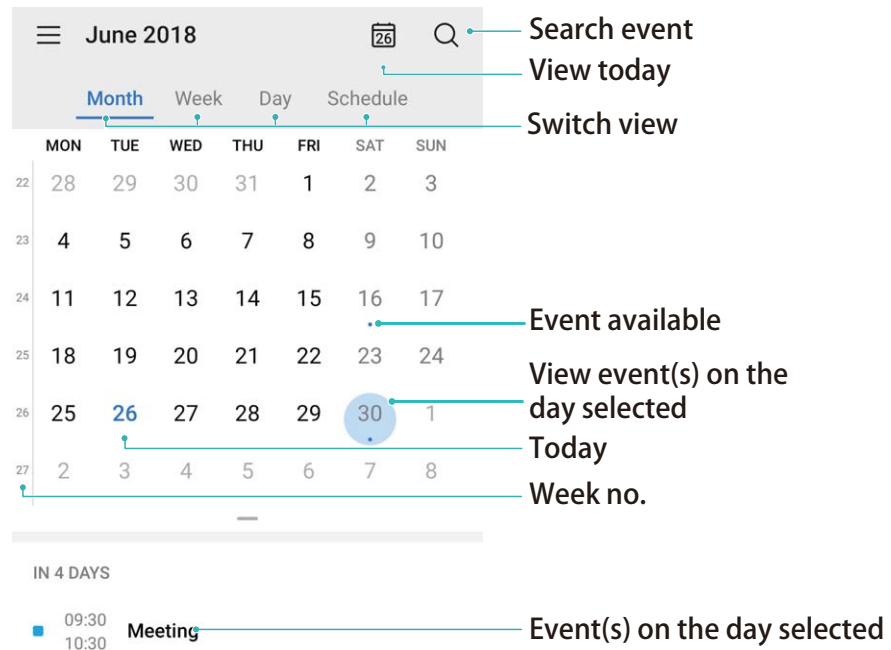 June 2018 26 Search event
View today
Month Week Day Schedule
Switch view
MON TUE WED THU FRI SAT SUN
22 28 29 30 31 1 2 3
23 4 5 6 7 8 9 10
24 11 12 13 14 15 16 17
Event available
25 18 19 20 21 22 23 24
View event(s) on the
day selected
26 25 26 27 28 29 30 1
Today
27 2 3 4 5 6 7 8
Week no.
IN 4 DAYS
09:30
Meeting Event(s) on the day selected
10:30